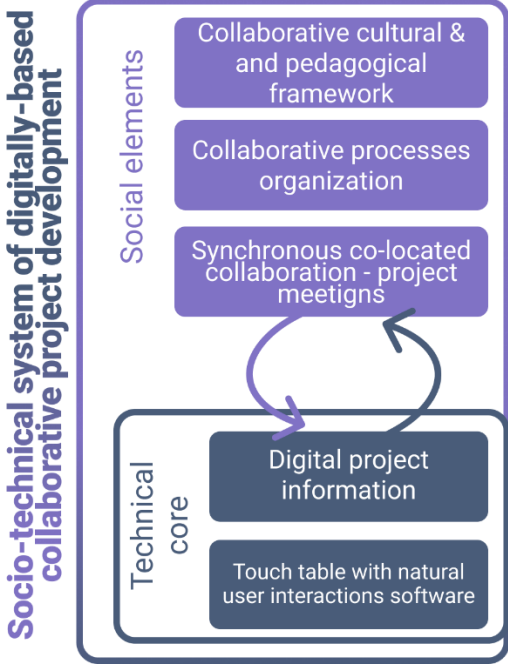 Socio-technical system of digitally-based
collaborative project development
Social elements
Collaborative cultural &
and pedagogical
framework
Collaborative processes
organization
Synchronous co-located
collaboration - project
meetigns
Technical
core
Digital project
information
Touch table with natural
user interactions software